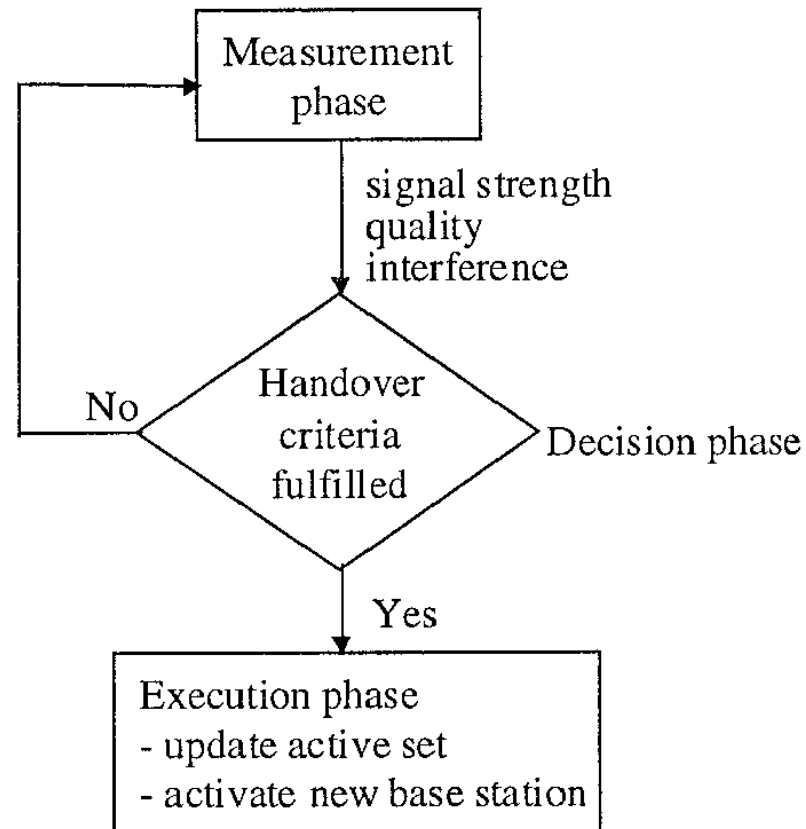 Measurement
phase
signal strength
quality
interference
Handover
criteria
fulfilled
No
Decision phase
Yes
Execution phase
- update active set
- activate new base station